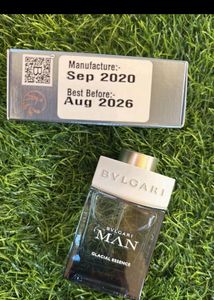 Manufacture:-
Sep 2020
Best Before:-
Aug 2026
BVLGARI
BVLGARI
MAN
GLACIAL ESSENCE